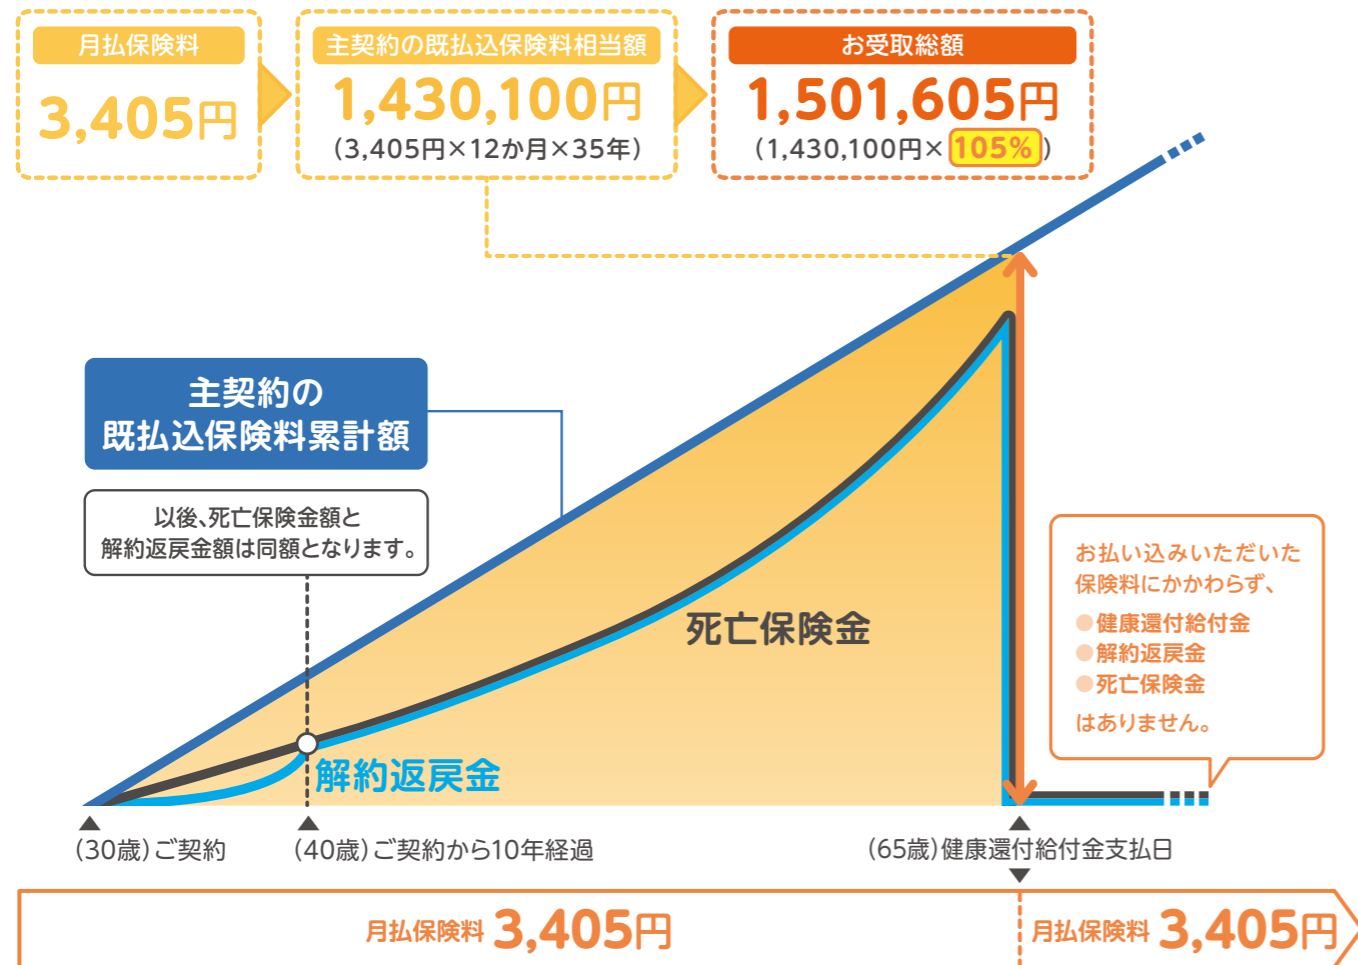 月払保険料
3,405円
主契約の既払込保険料相当額
1,430,100円
(3,405円×12か月×35年)
お受取総額
1,501,605円
(1,430,100円×105%)
主契約の
既払込保険料累計額
以後、死亡保険金額と
解約返戻金額は同額となります。
死亡保険金
解約返戻金
お払い込みいただいた
保険料にかかわらず、
●健康還付給付金
●解約返戻金
●死亡保険金
はありません。
▲
(30歳)ご契約
▲
(40歳)ご契約から10年経過
▲
(65歳)健康還付給付金支払日
▼
月払保険料 3,405円
月払保険料 3,405円